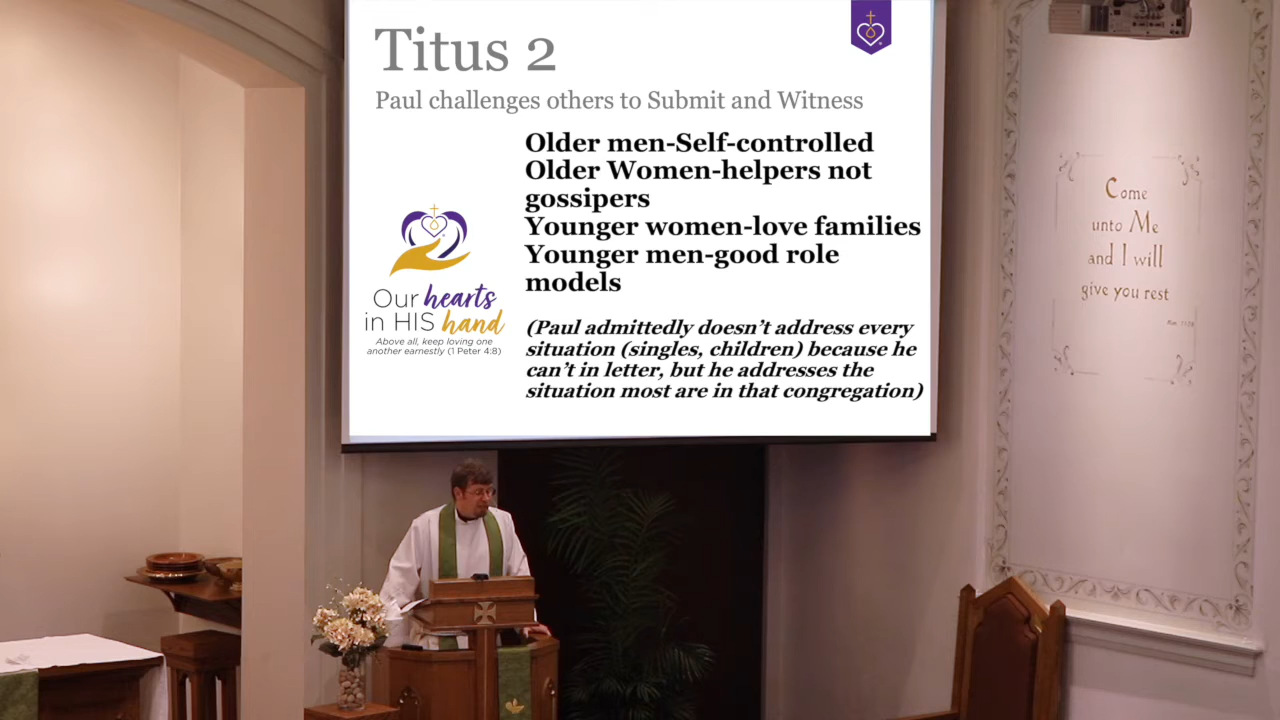 Titus 2
Paul challenges others to Submit and Witness
Older men-Self-controlled
Older Women-helpers not
gossipers
Younger women-love families
Younger men-good role
models
(Paul admittedly doesn't address every
situation (singles, children) because he
can't in letter, but he addresses the
situation most are in that congregation)
Our hearts
in HIS hand
Above all, keep loving one
another earnestly (1 Peter 4:8)
Come
unto Me
and I will
give you rest